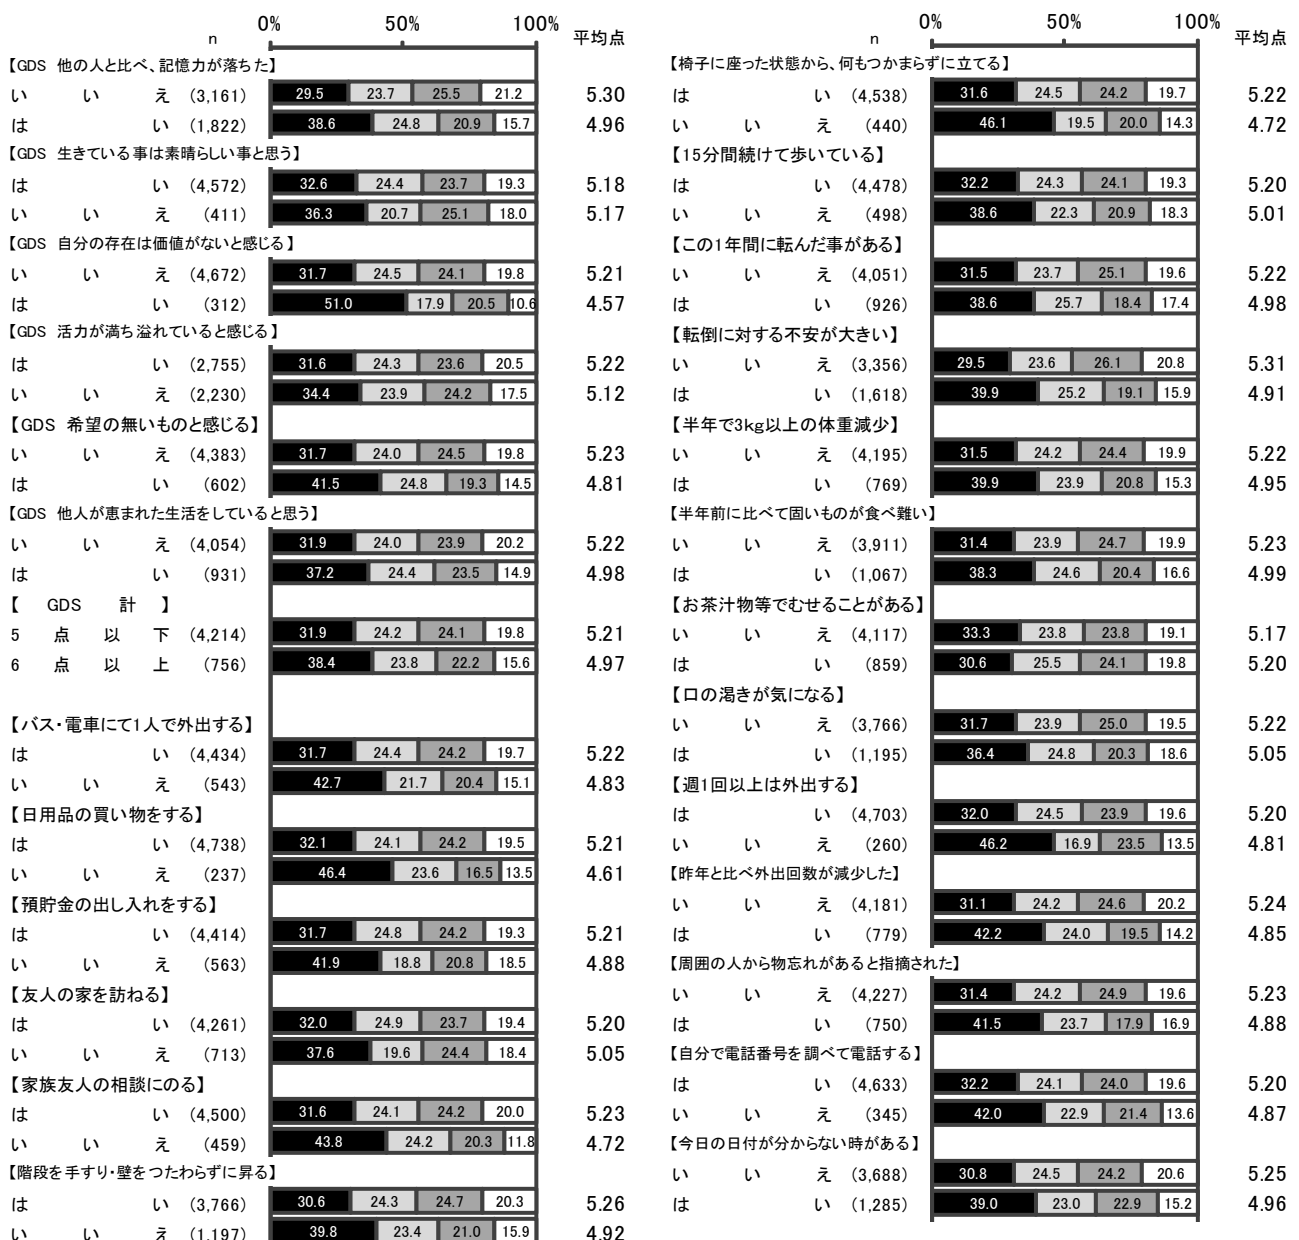 0% 50% 100%
n 平均点
【GDS 他の人と比べ、記憶力が落ちた】
いいえ (3,161) 29.5 23.7 25.5 21.2 5.30
はい (1,822) 38.6 24.8 20.9 15.7 4.96
【GDS 生きている事は素晴らしい事と思う】
はい (4,572) 32.6 24.4 23.7 19.3 5.18
いいえ (411) 36.3 20.7 25.1 18.0 5.17
【GDS 自分の存在は価値がないと感じる】
いいえ (4,672) 31.7 24.5 24.1 19.8 5.21
はい (312) 51.0 17.9 20.5 10.6 4.57
【GDS 活力が満ち溢れていると感じる】
はい (2,755) 31.6 24.3 23.6 20.5 5.22
いいえ (2,230) 34.4 23.9 24.2 17.5 5.12
【GDS 希望の無いものと感じる】
いいえ (4,383) 31.7 24.0 24.5 19.8 5.23
はい (602) 41.5 24.8 19.3 14.5 4.81
【GDS 他人が恵まれた生活をしていると思う】
いいえ (4,054) 31.9 24.0 23.9 20.2 5.22
はい (931) 37.2 24.4 23.5 14.9 4.98
【 GDS 計 】
5点以下 (4,214) 31.9 24.2 24.1 19.8 5.21
6点以上 (756) 38.4 23.8 22.2 15.6 4.97
【バス・電車にて1人で外出する】
はい (4,434) 31.7 24.4 24.2 19.7 5.22
いいえ (543) 42.7 21.7 20.4 15.1 4.83
【日用品の買い物をする】
はい (4,738) 32.1 24.1 24.2 19.5 5.21
いいえ (237) 46.4 23.6 16.5 13.5 4.61
【預貯金の出し入れをする】
はい (4,414) 31.7 24.8 24.2 19.3 5.21
いいえ (563) 41.9 18.8 20.8 18.5 4.88
【友人の家を訪ねる】
はい (4,261) 32.0 24.9 23.7 19.4 5.20
いいえ (713) 37.6 19.6 24.4 18.4 5.05
【家族友人の相談にのる】
はい (4,500) 31.6 24.1 24.2 20.0 5.23
いいえ (459) 43.8 24.2 20.3 11.8 4.72
【階段を手すり・壁をつたわらずに昇る】
はい (3,766) 30.6 24.3 24.7 20.3 5.26
いいえ (1,197) 39.8 23.4 21.0 15.9 4.92
0% 50% 100%
n 平均点
【椅子に座った状態から、何もつかまらずに立てる】
はい (4,538) 31.6 24.5 24.2 19.7 5.22
いいえ (440) 46.1 19.5 20.0 14.3 4.72
【15分間続けて歩いている】
はい (4,478) 32.2 24.3 24.1 19.3 5.20
いいえ (498) 38.6 22.3 20.9 18.3 5.01
【この1年間に転んだ事がある】
いいえ (4,051) 31.5 23.7 25.1 19.6 5.22
はい (926) 38.6 25.7 18.4 17.4 4.98
【転倒に対する不安が大きい】
いいえ (3,356) 29.5 23.6 26.1 20.8 5.31
はい (1,618) 39.9 25.2 19.1 15.9 4.91
【半年で3kg以上の体重減少】
いいえ (4,195) 31.5 24.2 24.4 19.9 5.22
はい (769) 39.9 23.9 20.8 15.3 4.95
【半年前に比べて固いものが食べ難い】
いいえ (3,911) 31.4 23.9 24.7 19.9 5.23
はい (1,067) 38.3 24.6 20.4 16.6 4.99
【お茶汁物等でむせることがある】
いいえ (4,117) 33.3 23.8 23.8 19.1 5.17
はい (859) 30.6 25.5 24.1 19.8 5.20
【口の渇きが気になる】
いいえ (3,766) 31.7 23.9 25.0 19.5 5.22
はい (1,195) 36.4 24.8 20.3 18.6 5.05
【週1回以上は外出する】
はい (4,703) 32.0 24.5 23.9 19.6 5.20
いいえ (260) 46.2 16.9 23.5 13.5 4.81
【昨年と比べ外出回数が減少した】
いいえ (4,181) 31.1 24.2 24.6 20.2 5.24
はい (779) 42.2 24.0 19.5 14.2 4.85
【周囲の人から物忘れがあると指摘された】
いいえ (4,227) 31.4 24.2 24.9 19.6 5.23
はい (750) 41.5 23.7 17.9 16.9 4.88
【自分で電話番号を調べて電話する】
はい (4,633) 32.2 24.1 24.0 19.6 5.20
いいえ (345) 42.0 22.9 21.4 13.6 4.87
【今日の日付が分からない時がある】
いいえ (3,688) 30.8 24.5 24.2 20.6 5.25
はい (1,285) 39.0 23.0 22.9 15.2 4.96